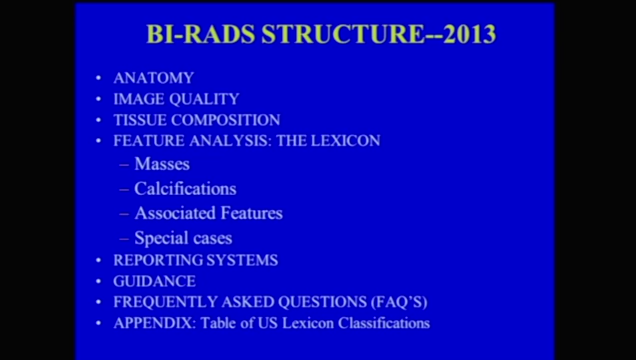 BI-RADS STRUCTURE--2013
• ANATOMY
• IMAGE QUALITY
• TISSUE COMPOSITION
• FEATURE ANALYSIS: THE LEXICON
– Masses
– Calcifications
– Associated Features
– Special cases
• REPORTING SYSTEMS
• GUIDANCE
• FREQUENTLY ASKED QUESTIONS (FAQ'S)
• APPENDIX: Table of US Lexicon Classifications